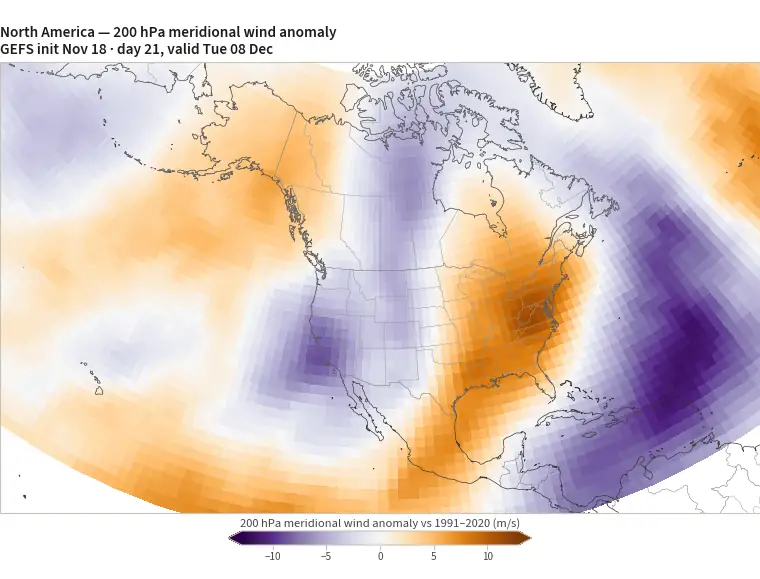 North America — 200 hPa meridional wind anomaly
GEFS init Nov 18 · day 21, valid Tue 08 Dec
200 hPa meridional wind anomaly vs 1991–2020 (m/s)
−10 −5 0 5 10